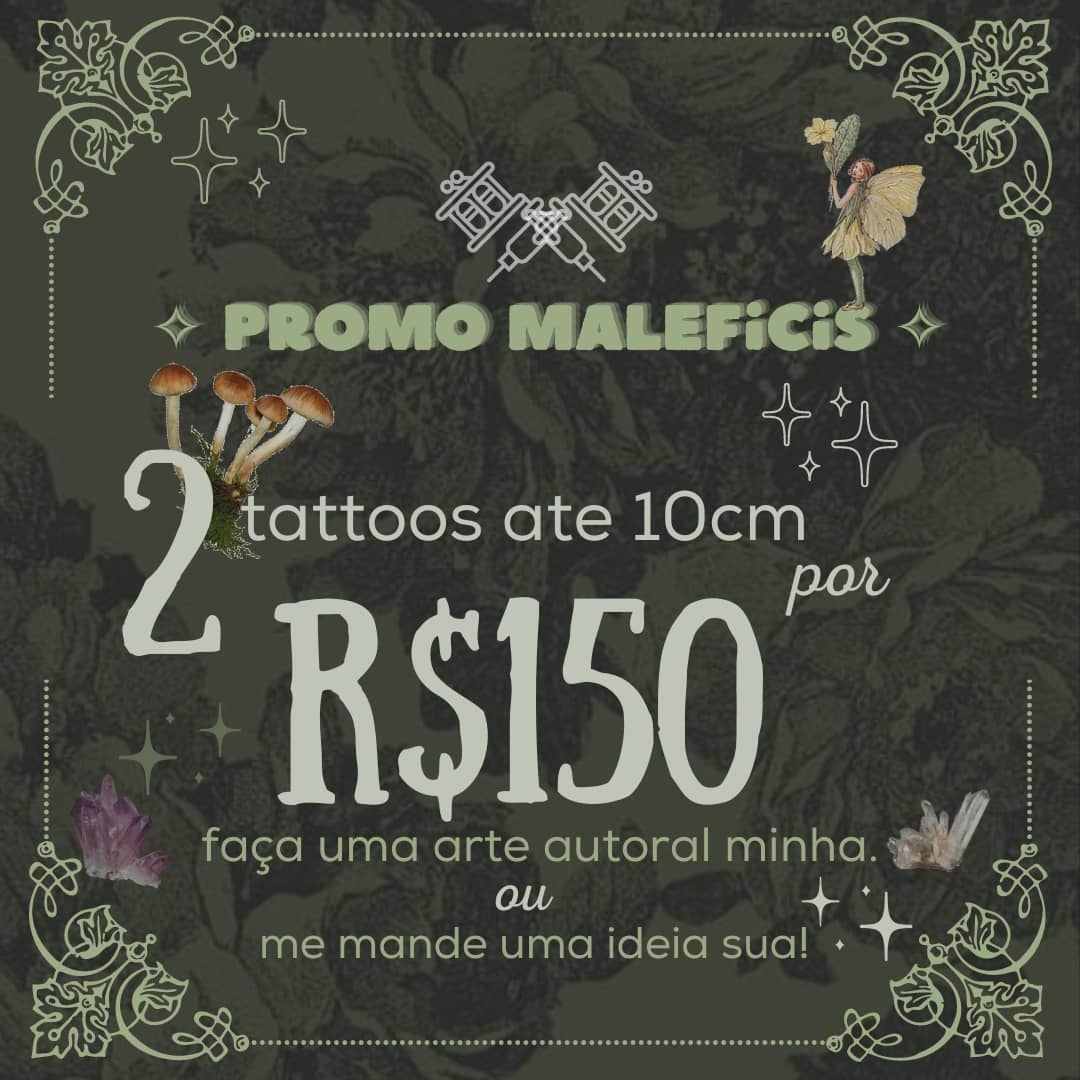 PROMO MALEFiCiS
2 tattoos ate 10cm
por
R$150
faça uma arte autoral minha.
ou
me mande uma ideia sua!